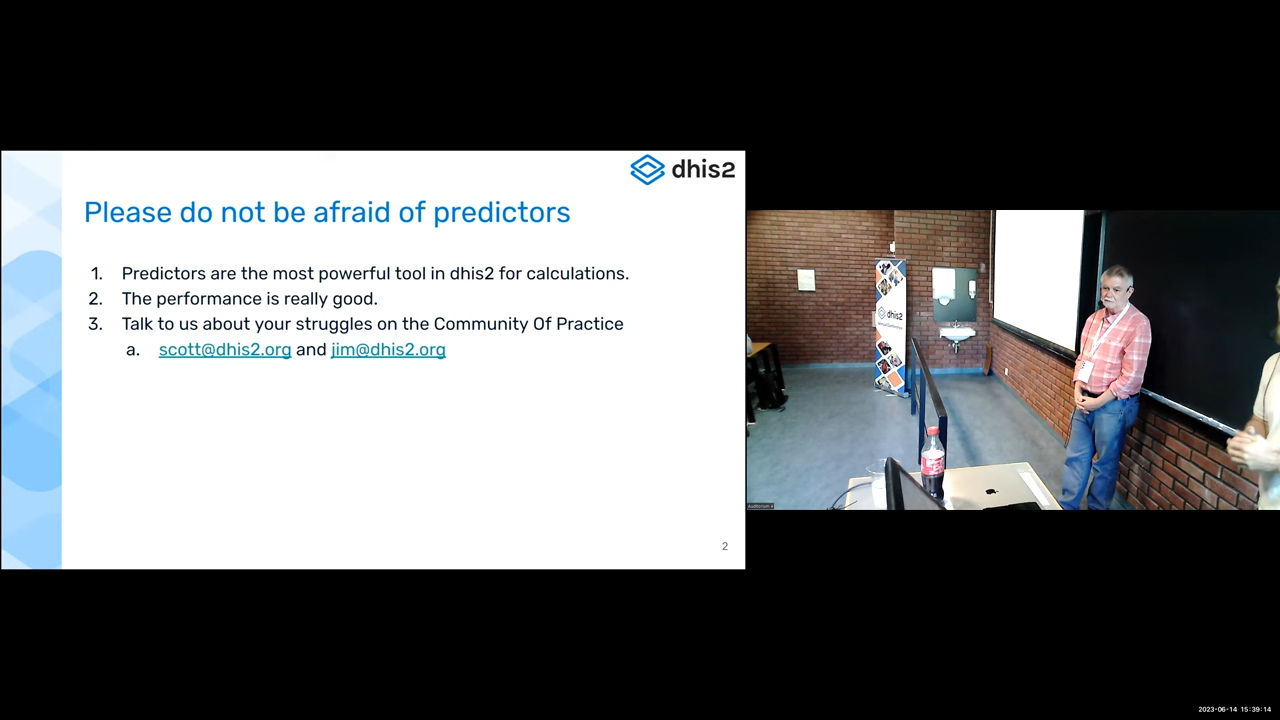 dhis2
Please do not be afraid of predictors
1. Predictors are the most powerful tool in dhis2 for calculations.
2. The performance is really good.
3. Talk to us about your struggles on the Community Of Practice
a. scott@dhis2.org and jim@dhis2.org
2
dhis2
Auditorium
2023-06-14 15:39:14